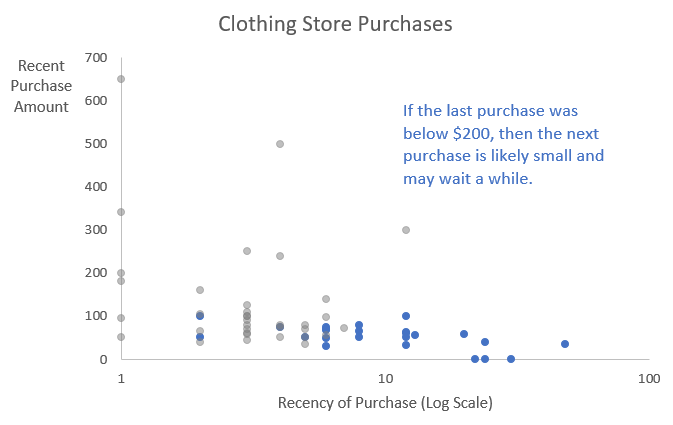 Clothing Store Purchases
Recent
Purchase
Amount
700
600
500
400
300
200
100
0
If the last purchase was
below $200, then the next
purchase is likely small and
may wait a while.
1
10
100
Recency of Purchase (Log Scale)